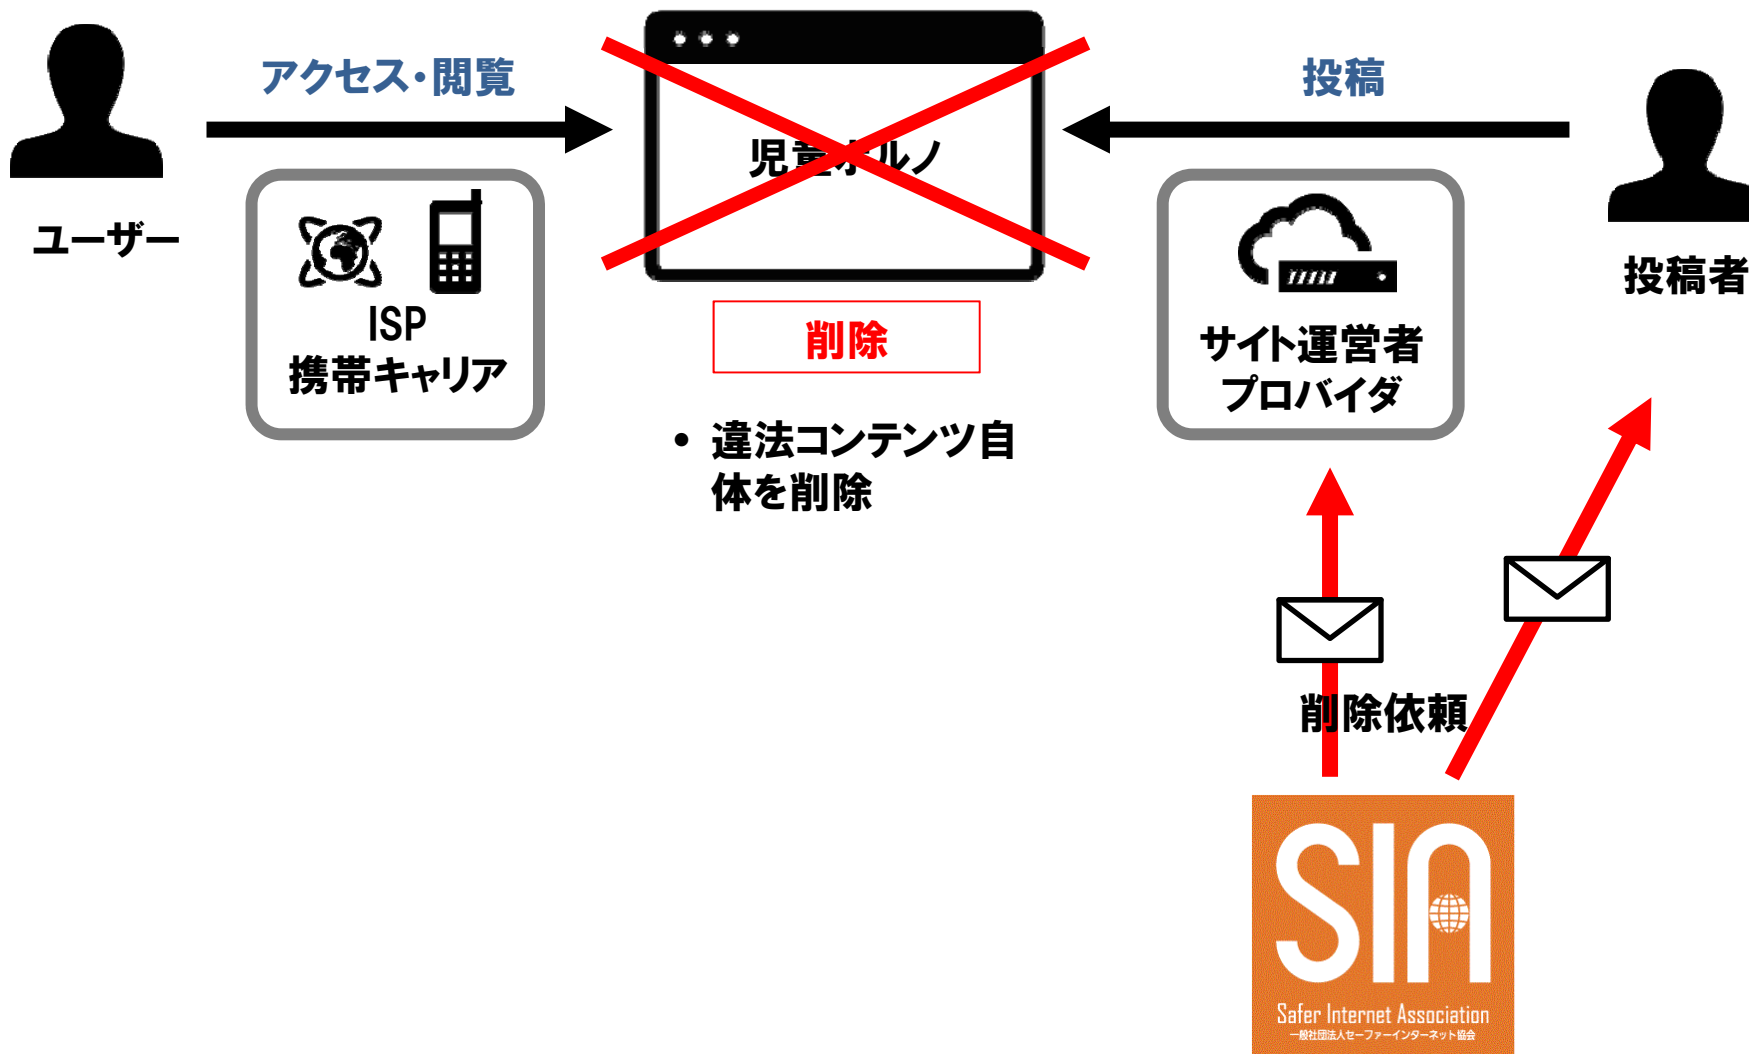 アクセス・閲覧
投稿
児童ポルノ
ユーザー
ISP
携帯キャリア
削除
サイト運営者
プロバイダ
投稿者
• 違法コンテンツ自
体を削除
削除依頼
SIA
Safer Internet Association
一般社団法人セーファーインターネット協会